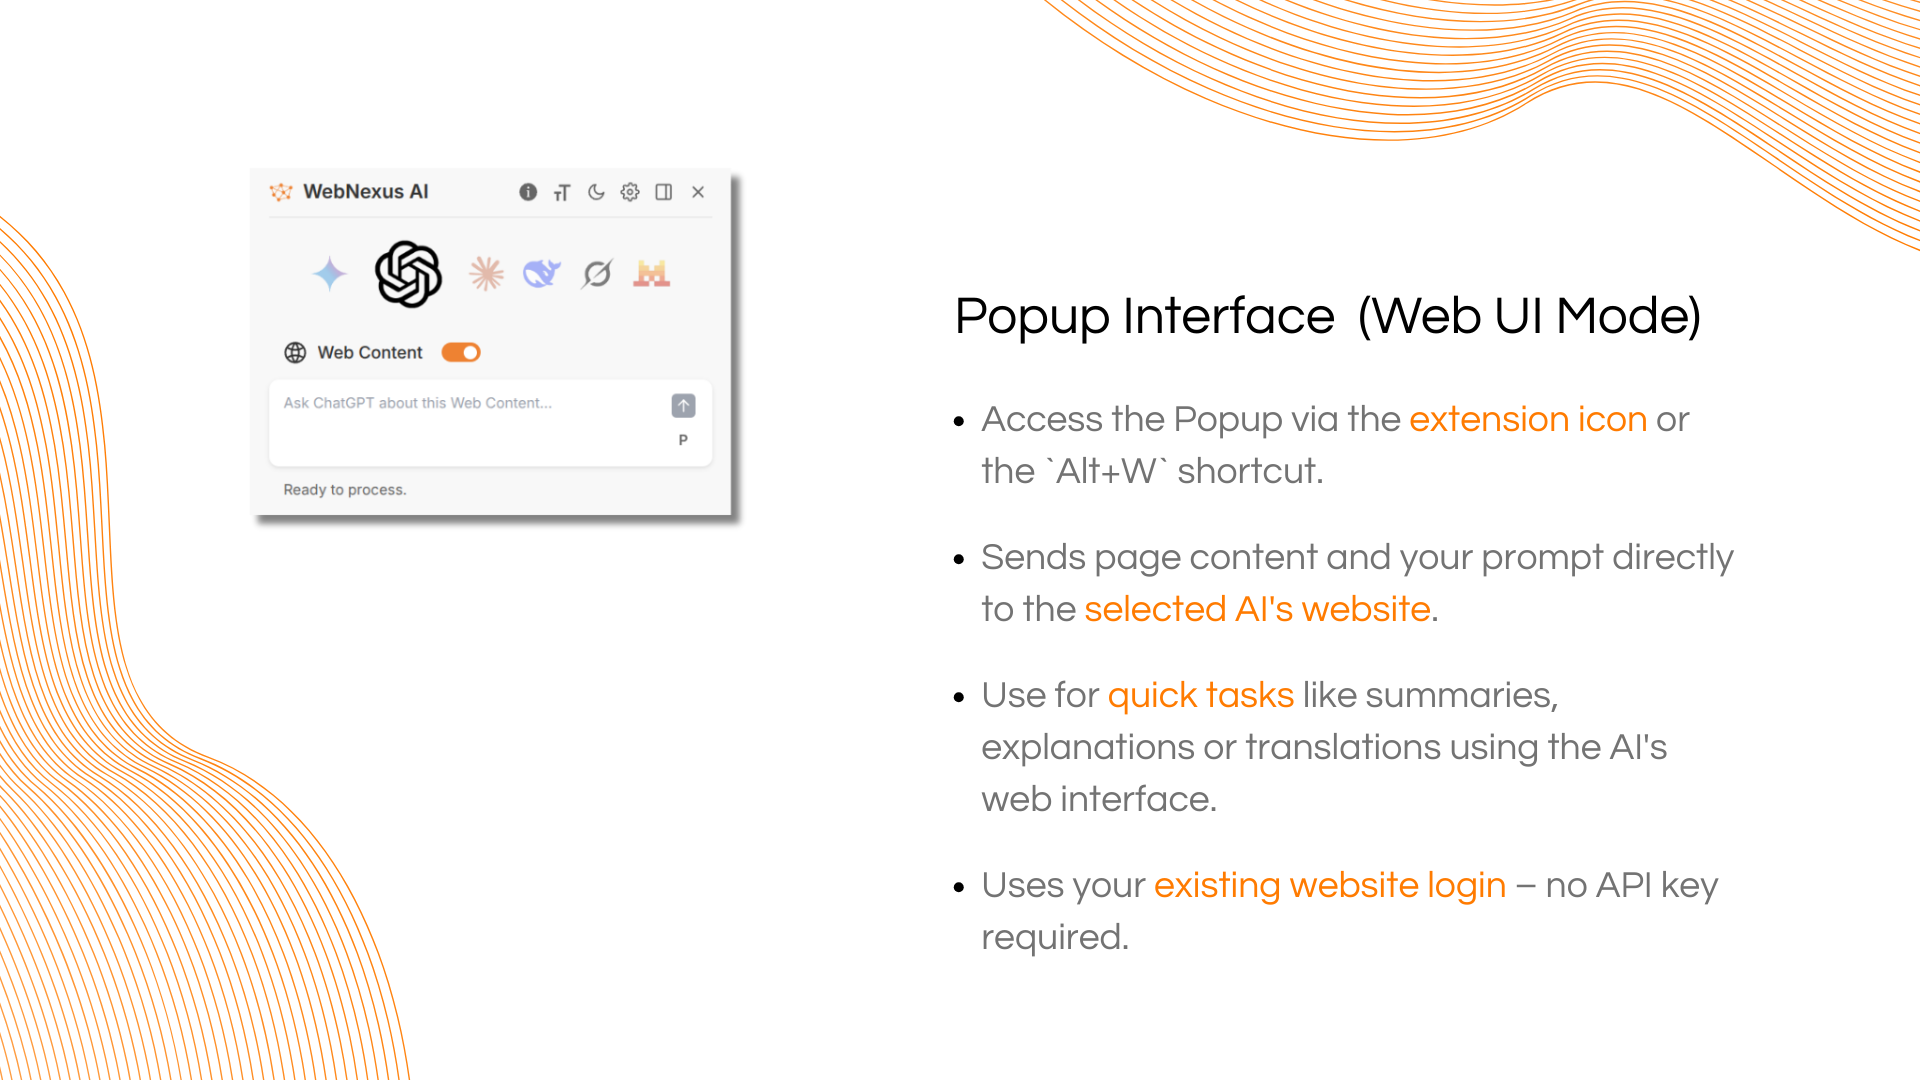 WebNexus AI
Web Content
Ask ChatGPT about this Web Content...
P
Ready to process.
Popup Interface (Web UI Mode)
• Access the Popup via the extension icon or
the `Alt+W` shortcut.
• Sends page content and your prompt directly
to the selected AI's website.
• Use for quick tasks like summaries,
explanations or translations using the AI's
web interface.
• Uses your existing website login – no API key
required.